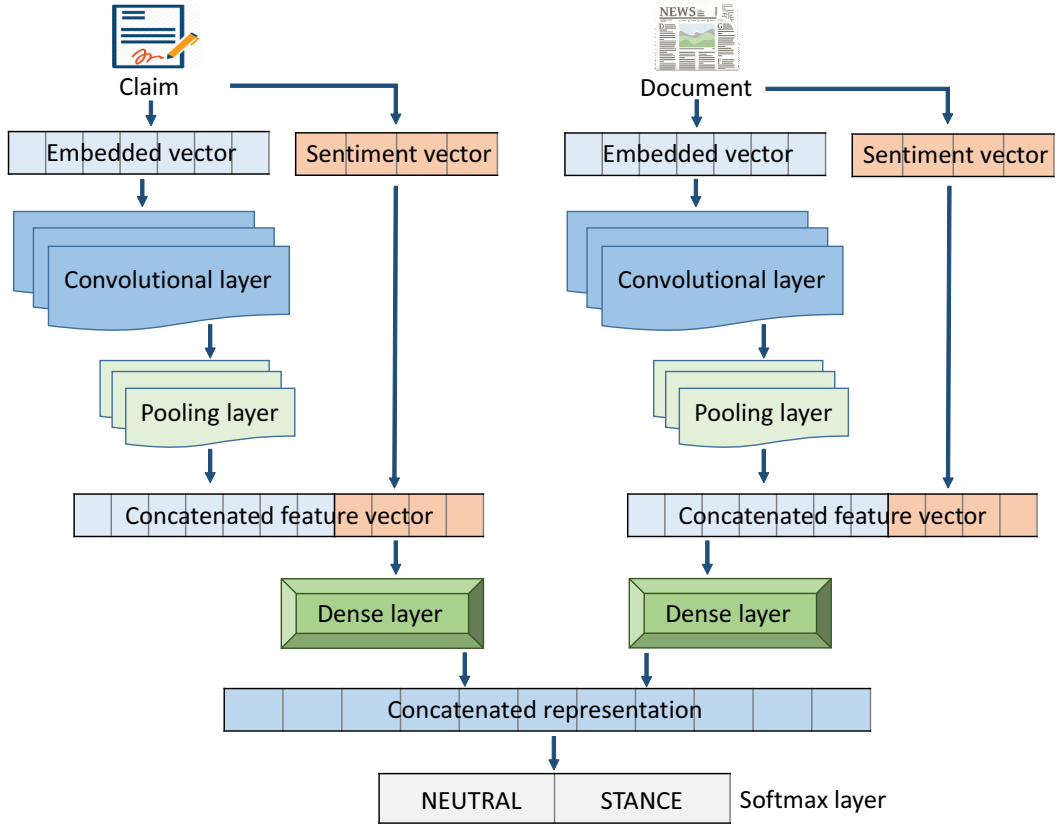 NEWS
Claim
Document
Embedded vector
Sentiment vector
Embedded vector
Sentiment vector
Convolutional layer
Convolutional layer
Pooling layer
Pooling layer
Concatenated feature vector
Concatenated feature vector
Dense layer
Dense layer
Concatenated representation
NEUTRAL
STANCE
Softmax layer